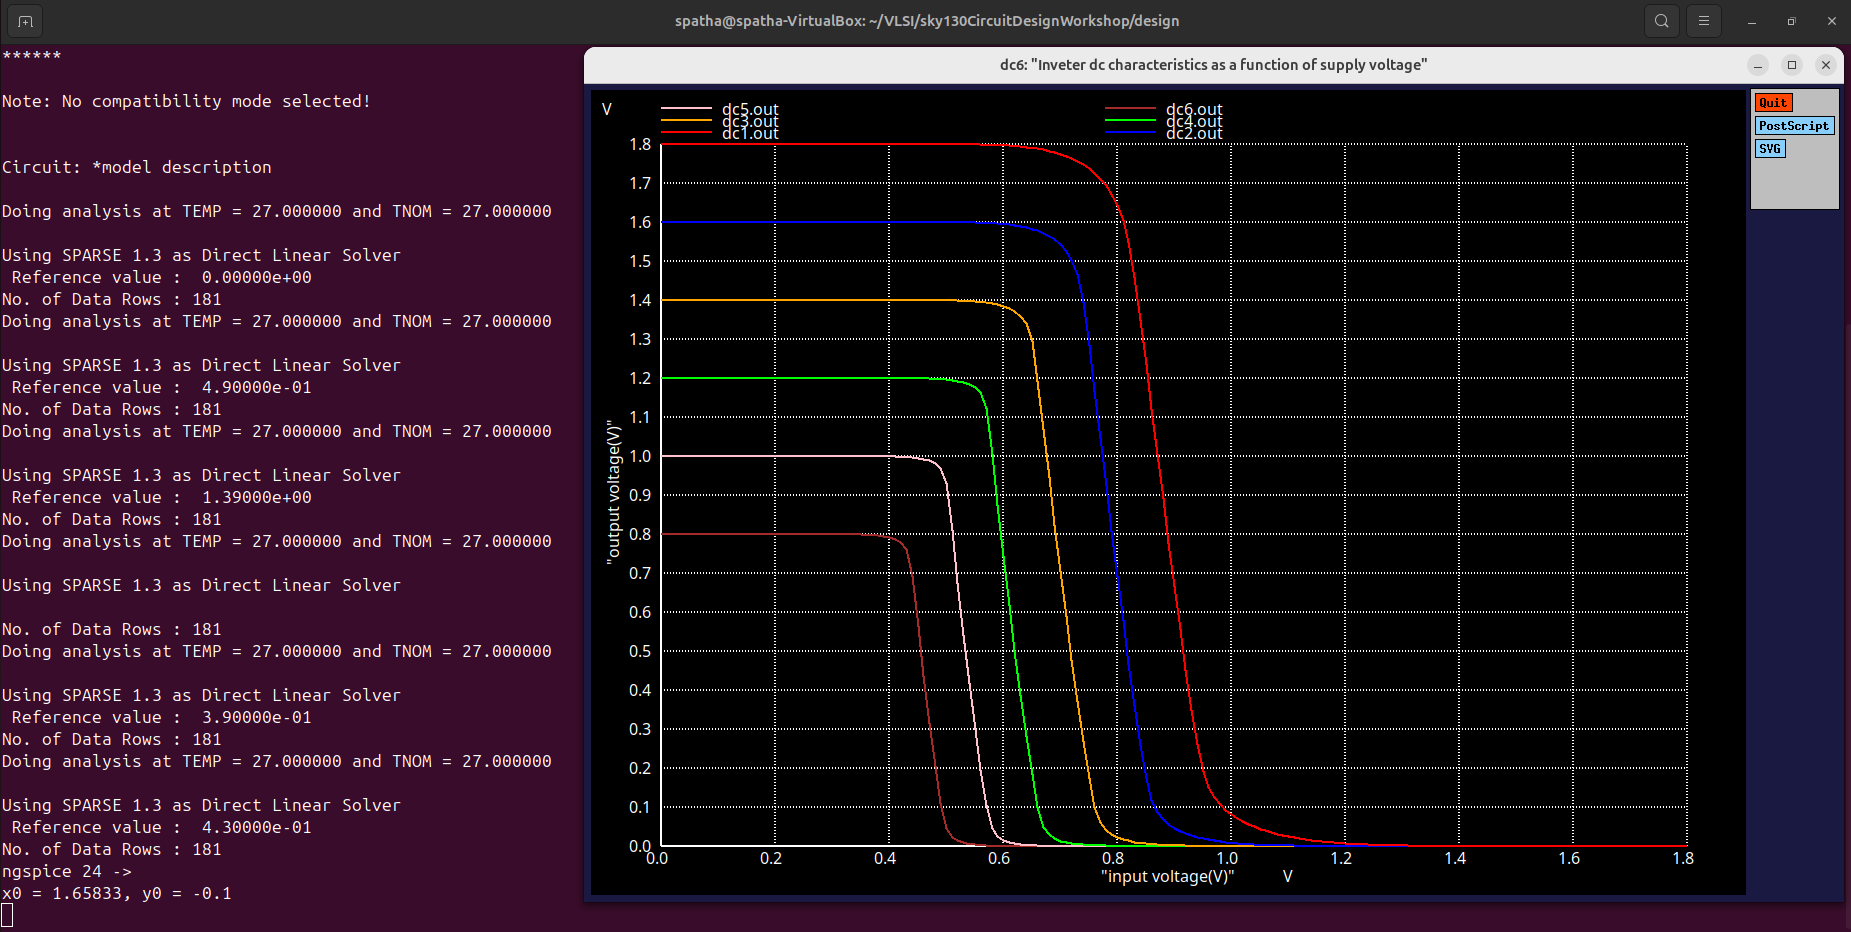 spatha@spatha-VirtualBox: ~/VLSI/sky130CircuitDesignWorkshop/design
******
Note: No compatibility mode selected!
Circuit: *model description
Doing analysis at TEMP = 27.000000 and TNOM = 27.000000
Using SPARSE 1.3 as Direct Linear Solver
Reference value :  0.00000e+00
No. of Data Rows : 181
Doing analysis at TEMP = 27.000000 and TNOM = 27.000000
Using SPARSE 1.3 as Direct Linear Solver
Reference value :  4.90000e-01
No. of Data Rows : 181
Doing analysis at TEMP = 27.000000 and TNOM = 27.000000
Using SPARSE 1.3 as Direct Linear Solver
Reference value :  1.39000e+00
No. of Data Rows : 181
Doing analysis at TEMP = 27.000000 and TNOM = 27.000000
Using SPARSE 1.3 as Direct Linear Solver
No. of Data Rows : 181
Doing analysis at TEMP = 27.000000 and TNOM = 27.000000
Using SPARSE 1.3 as Direct Linear Solver
Reference value :  3.90000e-01
No. of Data Rows : 181
Doing analysis at TEMP = 27.000000 and TNOM = 27.000000
Using SPARSE 1.3 as Direct Linear Solver
Reference value :  4.30000e-01
No. of Data Rows : 181
ngspice 24 ->
x0 = 1.65833, y0 = -0.1
dc6: "Inveter dc characteristics as a function of supply voltage"
Quit
PostScript
SVG
V
dc5.out
dc6.out
dc3.out
dc4.out
dc1.out
dc2.out
1.8
1.7
1.6
1.5
1.4
1.3
1.2
1.1
1.0
0.9
0.8
0.7
0.6
0.5
0.4
0.3
0.2
0.1
0.0
"output voltage(V)"
0.0 0.2 0.4 0.6 0.8 1.0 1.2 1.4 1.6 1.8
"input voltage(V)" V